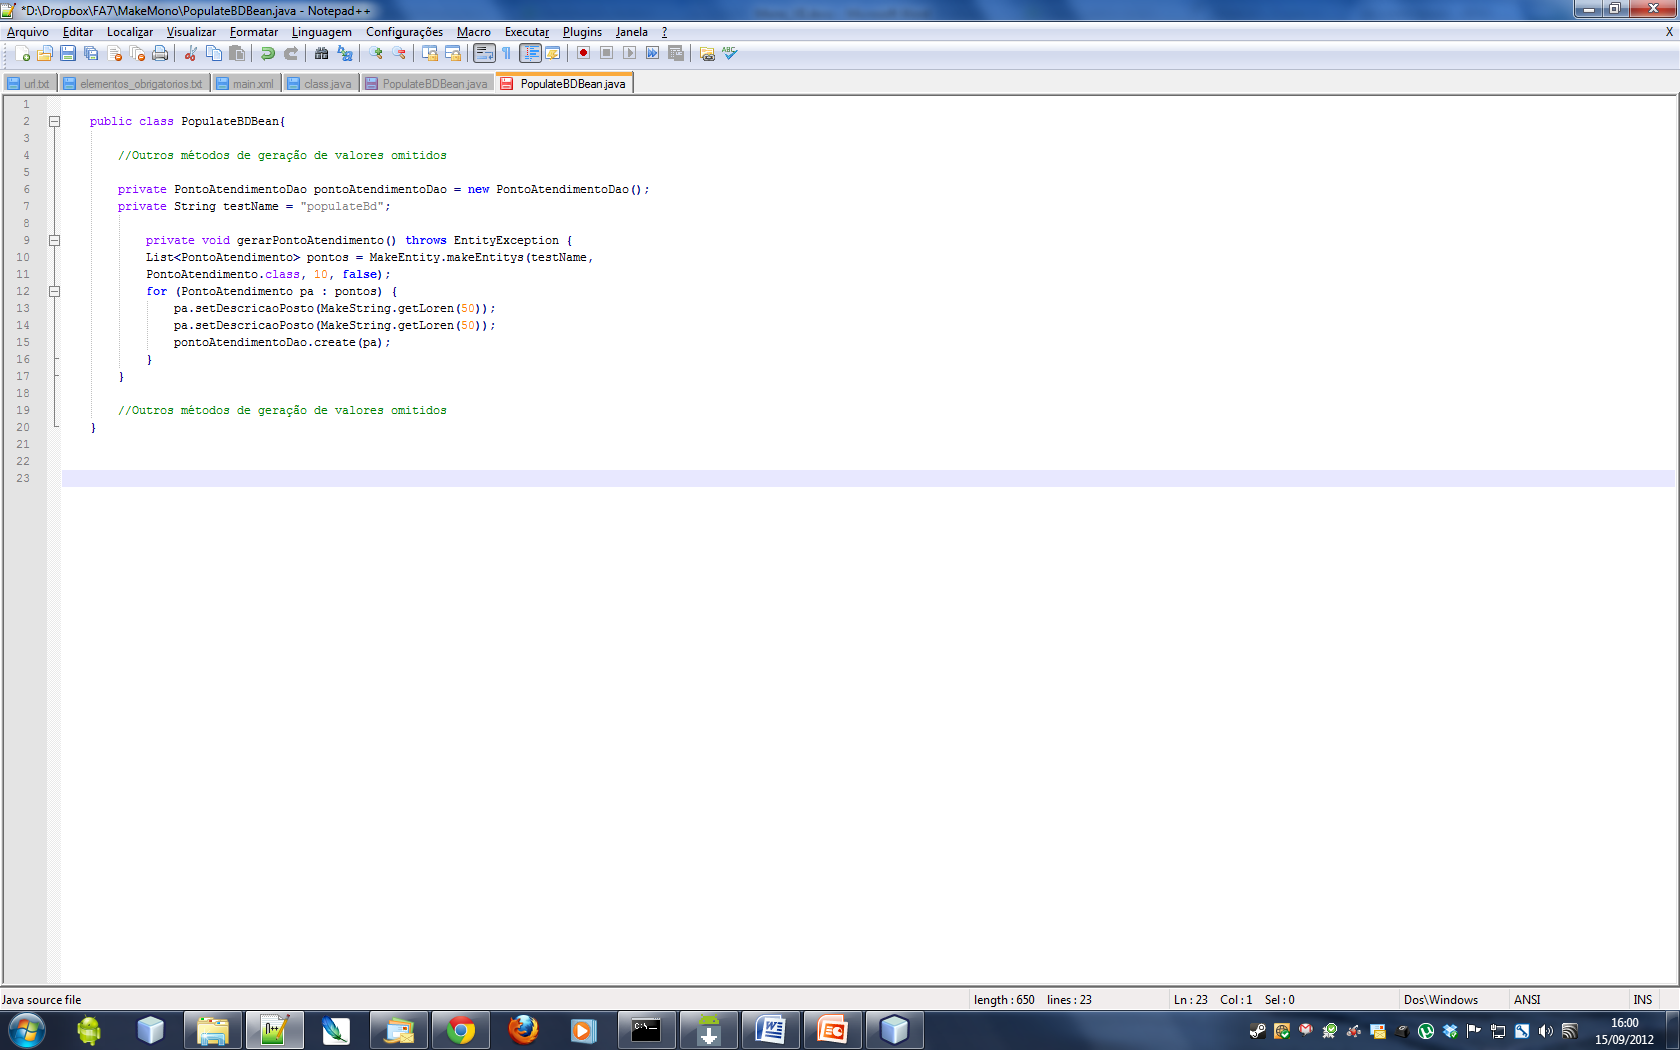 *D:\Dropbox\FA7\MakeMono\PopulateBDBean.java - Notepad++
Arquivo Editar Localizar Visualizar Formatar Linguagem Configurações Macro Executar Plugins Janela ? X
url.txt elementos_obrigatorios.txt main.xml class.java PopulateBDBean.java PopulateBDBean.java
1
2 public class PopulateBDBean{
3
4 //Outros métodos de geração de valores omitidos
5
6 private PontoAtendimentoDao pontoAtendimentoDao = new PontoAtendimentoDao();
7 private String testName = "populateBd";
8
9 private void gerarPontoAtendimento() throws EntityException {
10 List<PontoAtendimento> pontos = MakeEntity.makeEntitys(testName,
11 PontoAtendimento.class, 10, false);
12 for (PontoAtendimento pa : pontos) {
13 pa.setDescricaoPosto(MakeString.getLoren(50));
14 pa.setDescricaoPosto(MakeString.getLoren(50));
15 pontoAtendimentoDao.create(pa);
16 }
17 }
18
19 //Outros métodos de geração de valores omitidos
20 }
21
22
23
Java source file length : 650 lines : 23 Ln : 23 Col : 1 Sel : 0 Dos\Windows ANSI INS
16:00
15/09/2012